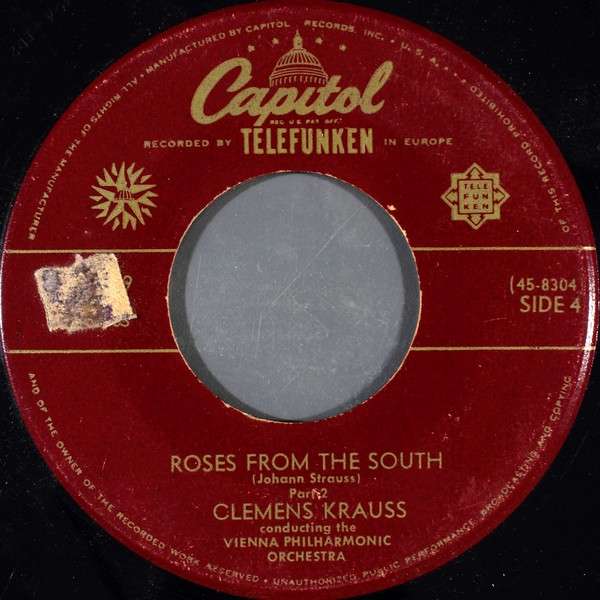 MANUFACTURED BY CAPITOL RECORDS, INC. • U.S.A. •
ALL RIGHTS OF THE MANUFACTURER
AND OF THE OWNER OF THE RECORDED WORK RESERVED • UNAUTHORIZED PUBLIC PERFORMANCE, BROADCASTING AND COPYING
OF THIS RECORD PROHIBITED
Capitol
REG. U.S. PAT. OFF.
RECORDED BY TELEFUNKEN IN EUROPE
TELE
FUN
KEN
9
(45-8304
SIDE 4
ROSES FROM THE SOUTH
(Johann Strauss)
Part 2
CLEMENS KRAUSS
conducting the
VIENNA PHILHARMONIC
ORCHESTRA